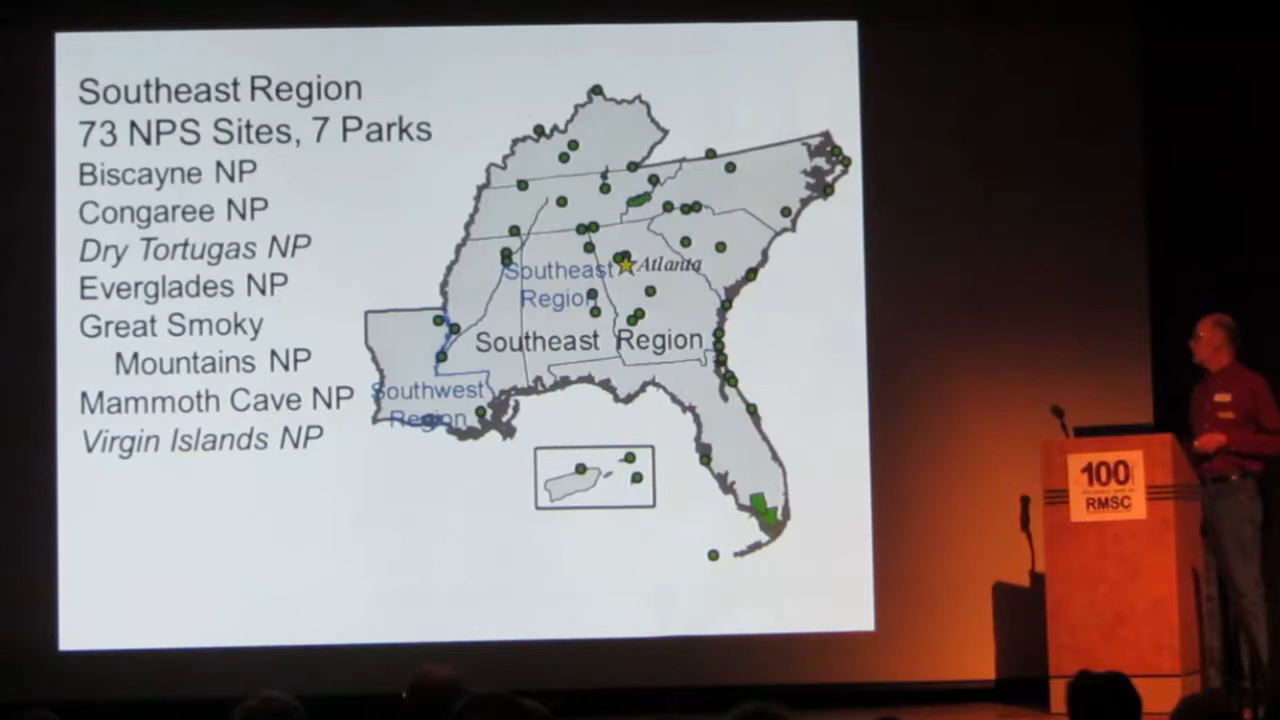 Southeast Region
73 NPS Sites, 7 Parks
Biscayne NP
Congaree NP
Dry Tortugas NP
Everglades NP
Great Smoky
Mountains NP
Mammoth Cave NP
Virgin Islands NP
Atlanta
Southeast
Region
Southeast Region
Southwest
Region
100
RMSC